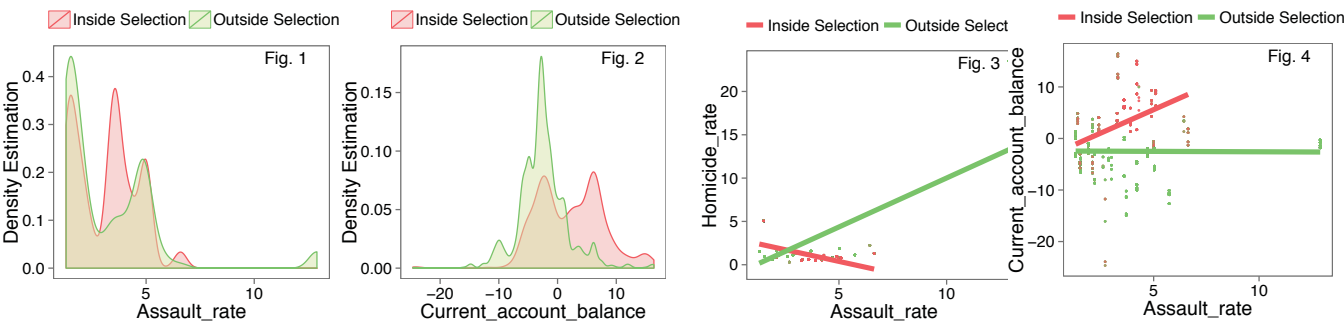 Inside Selection Outside Selection
Fig. 1
Density Estimation
0.4
0.3
0.2
0.1
0.0
5 10
Assault_rate
Inside Selection Outside Selection
Fig. 2
Density Estimation
0.15
0.10
0.05
0.00
−20 −10 0 10
Current_account_balance
Inside Selection Outside Select
Fig. 3
Homicide_rate
20
15
10
5
0
5 10
Assault_rate
Inside Selection Outside Selection
Fig. 4
Current_account_balance
10
0
−10
−20
5 10
Assault_rate